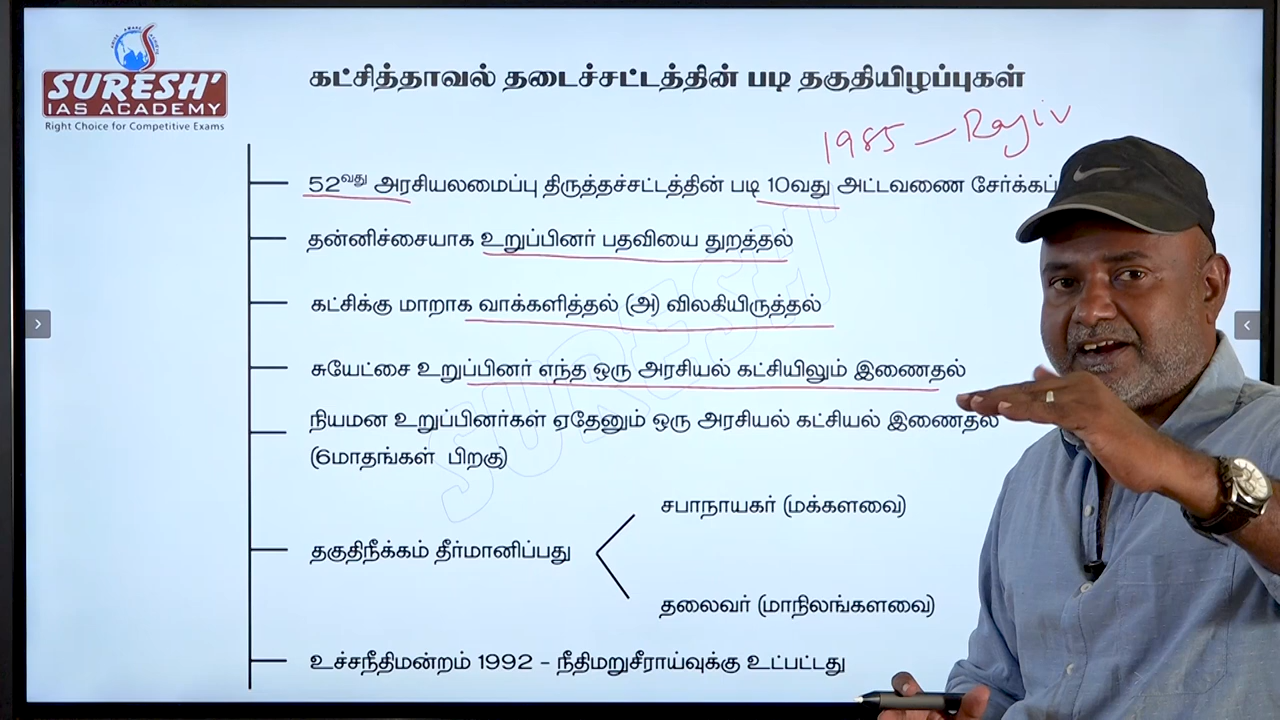 SURESH'
IAS ACADEMY
Right Choice for Competitive Exams
கட்சித்தாவல் தடைச்சட்டத்தின் படி தகுதியிழப்புகள்
1985 – Rajiv
52வது அரசியலமைப்பு திருத்தச்சட்டத்தின் படி 10வது அட்டவணை சேர்க்கப்
தன்னிச்சையாக உறுப்பினர் பதவியை துறத்தல்
கட்சிக்கு மாறாக வாக்களித்தல் (அ) விலகியிருத்தல்
சுயேட்சை உறுப்பினர் எந்த ஒரு அரசியல் கட்சியிலும் இணைதல்
நியமன உறுப்பினர்கள் ஏதேனும் ஒரு அரசியல் கட்சியல் இணைதல்
(6மாதங்கள் பிறகு)
சபாநாயகர் (மக்களவை)
தகுதிநீக்கம் தீர்மானிப்பது
தலைவர் (மாநிலங்களவை)
உச்சநீதிமன்றம் 1992 – நீதிமறுசீராய்வுக்கு உட்பட்டது
SURESH'